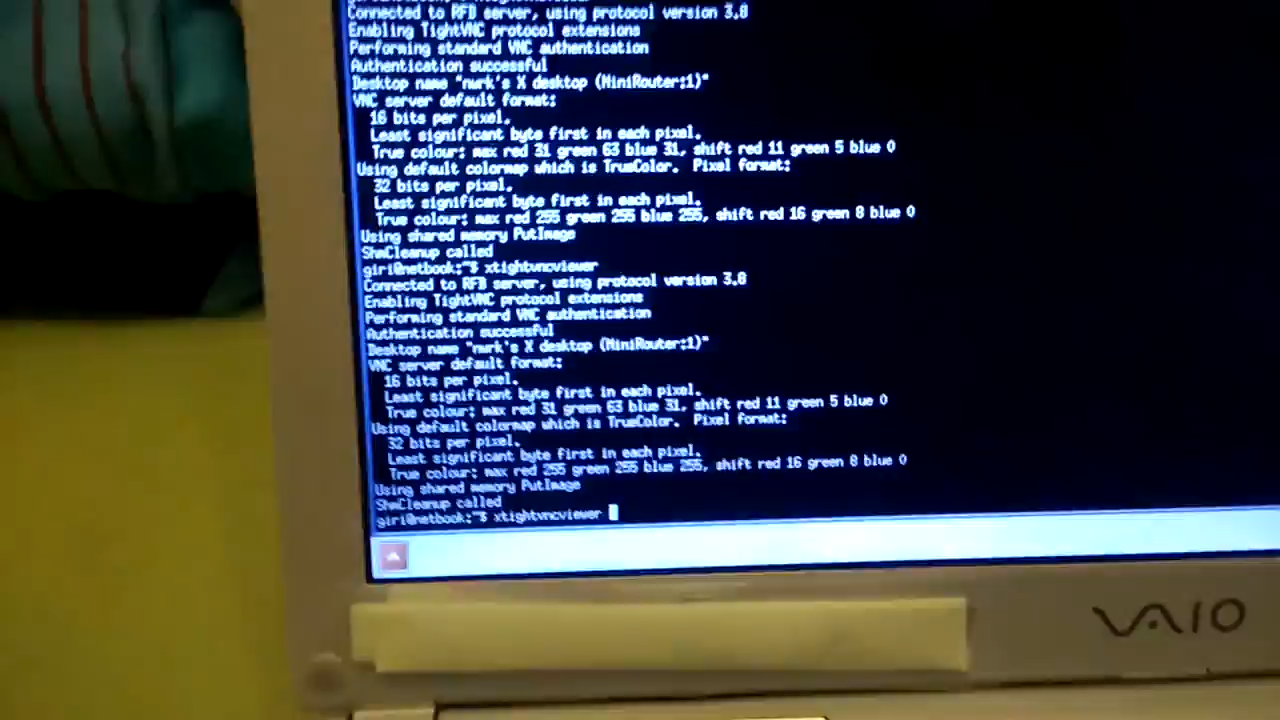 Connected to RFB server, using protocol version 3.8
Enabling TightVNC protocol extensions
Performing standard VNC authentication
Authentication successful
Desktop name "nwrk's X desktop (MiniRouter:1)"
VNC server default format:
16 bits per pixel.
Least significant byte first in each pixel.
True colour: max red 31 green 63 blue 31, shift red 11 green 5 blue 0
Using default colormap which is TrueColor. Pixel format:
32 bits per pixel.
Least significant byte first in each pixel.
True colour: max red 255 green 255 blue 255, shift red 16 green 8 blue 0
Using shared memory PutImage
ShmCleanup called
giri@netbook:~$ xtightvncviewer
Connected to RFB server, using protocol version 3.8
Enabling TightVNC protocol extensions
Performing standard VNC authentication
Authentication successful
Desktop name "nwrk's X desktop (MiniRouter:1)"
VNC server default format:
16 bits per pixel.
Least significant byte first in each pixel.
True colour: max red 31 green 63 blue 31, shift red 11 green 5 blue 0
Using default colormap which is TrueColor. Pixel format:
32 bits per pixel.
Least significant byte first in each pixel.
True colour: max red 255 green 255 blue 255, shift red 16 green 8 blue 0
Using shared memory PutImage
ShmCleanup called
giri@netbook:~$ xtightvncviewer
VAIO